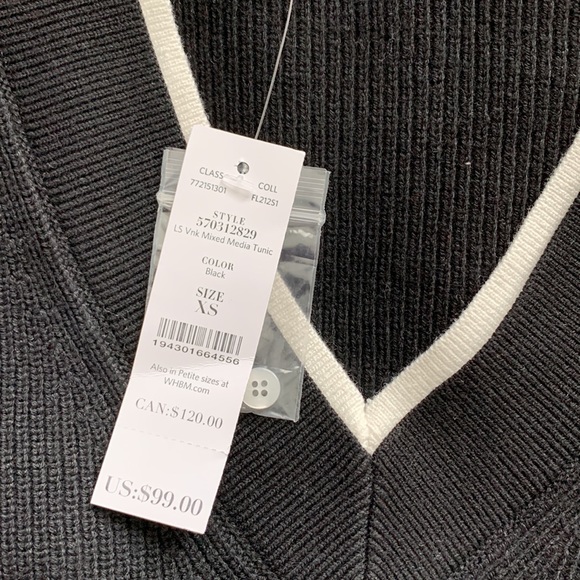 CLASS COLL
772151301 FL21251
STYLE
570312829
LS Vnk Mixed Media Tunic
COLOR
Black
SIZE
XS
194301664556
Also in Petite sizes at
WHBM.com
CAN:$120.00
US:$99.00